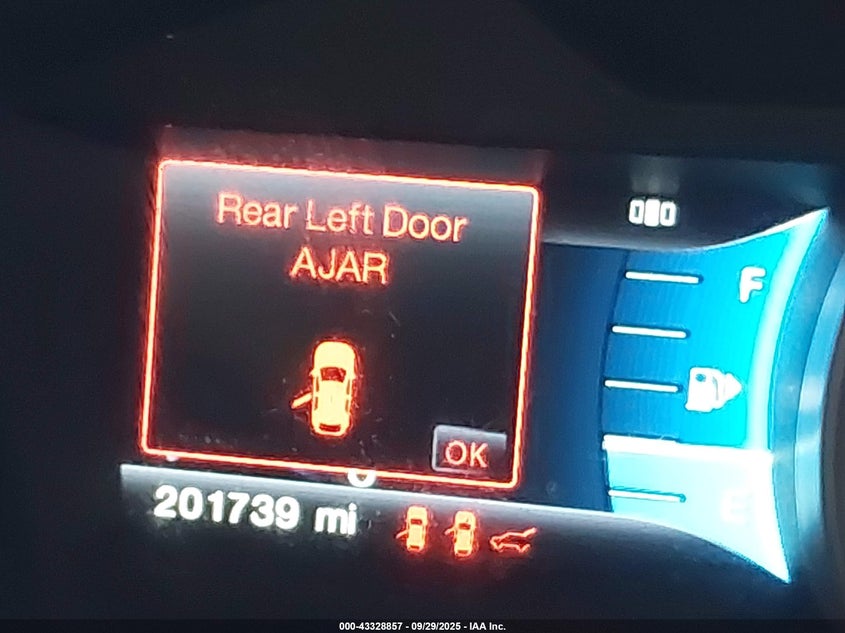 Rear Left Door
AJAR
F
OK
E
201739 mi
000-43328857 - 09/29/2025 - IAA Inc.